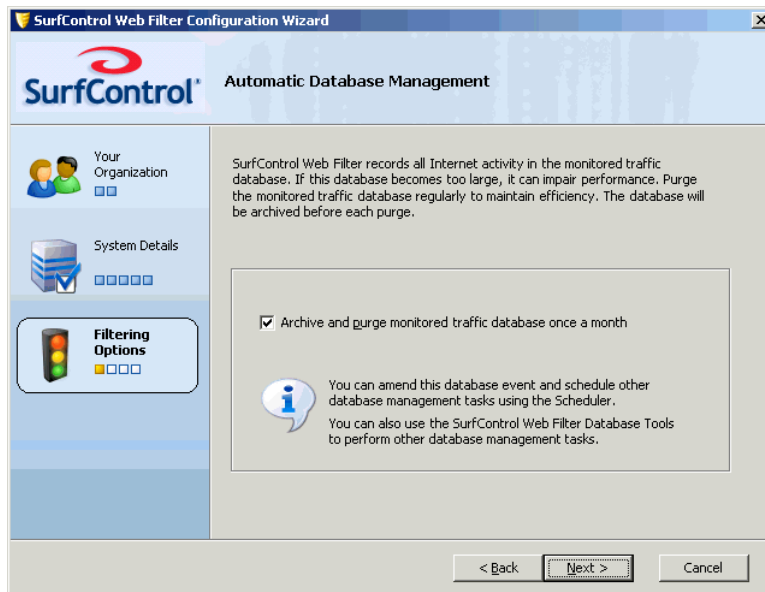 SurfControl Web Filter Configuration Wizard
SurfControl
Automatic Database Management
Your
Organization
System Details
Filtering
Options
SurfControl Web Filter records all Internet activity in the monitored traffic
database. If this database becomes too large, it can impair performance. Purge
the monitored traffic database regularly to maintain efficiency. The database will
be archived before each purge.
Archive and purge monitored traffic database once a month
You can amend this database event and schedule other
database management tasks using the Scheduler.
You can also use the SurfControl Web Filter Database Tools
to perform other database management tasks.
< Back
Next >
Cancel